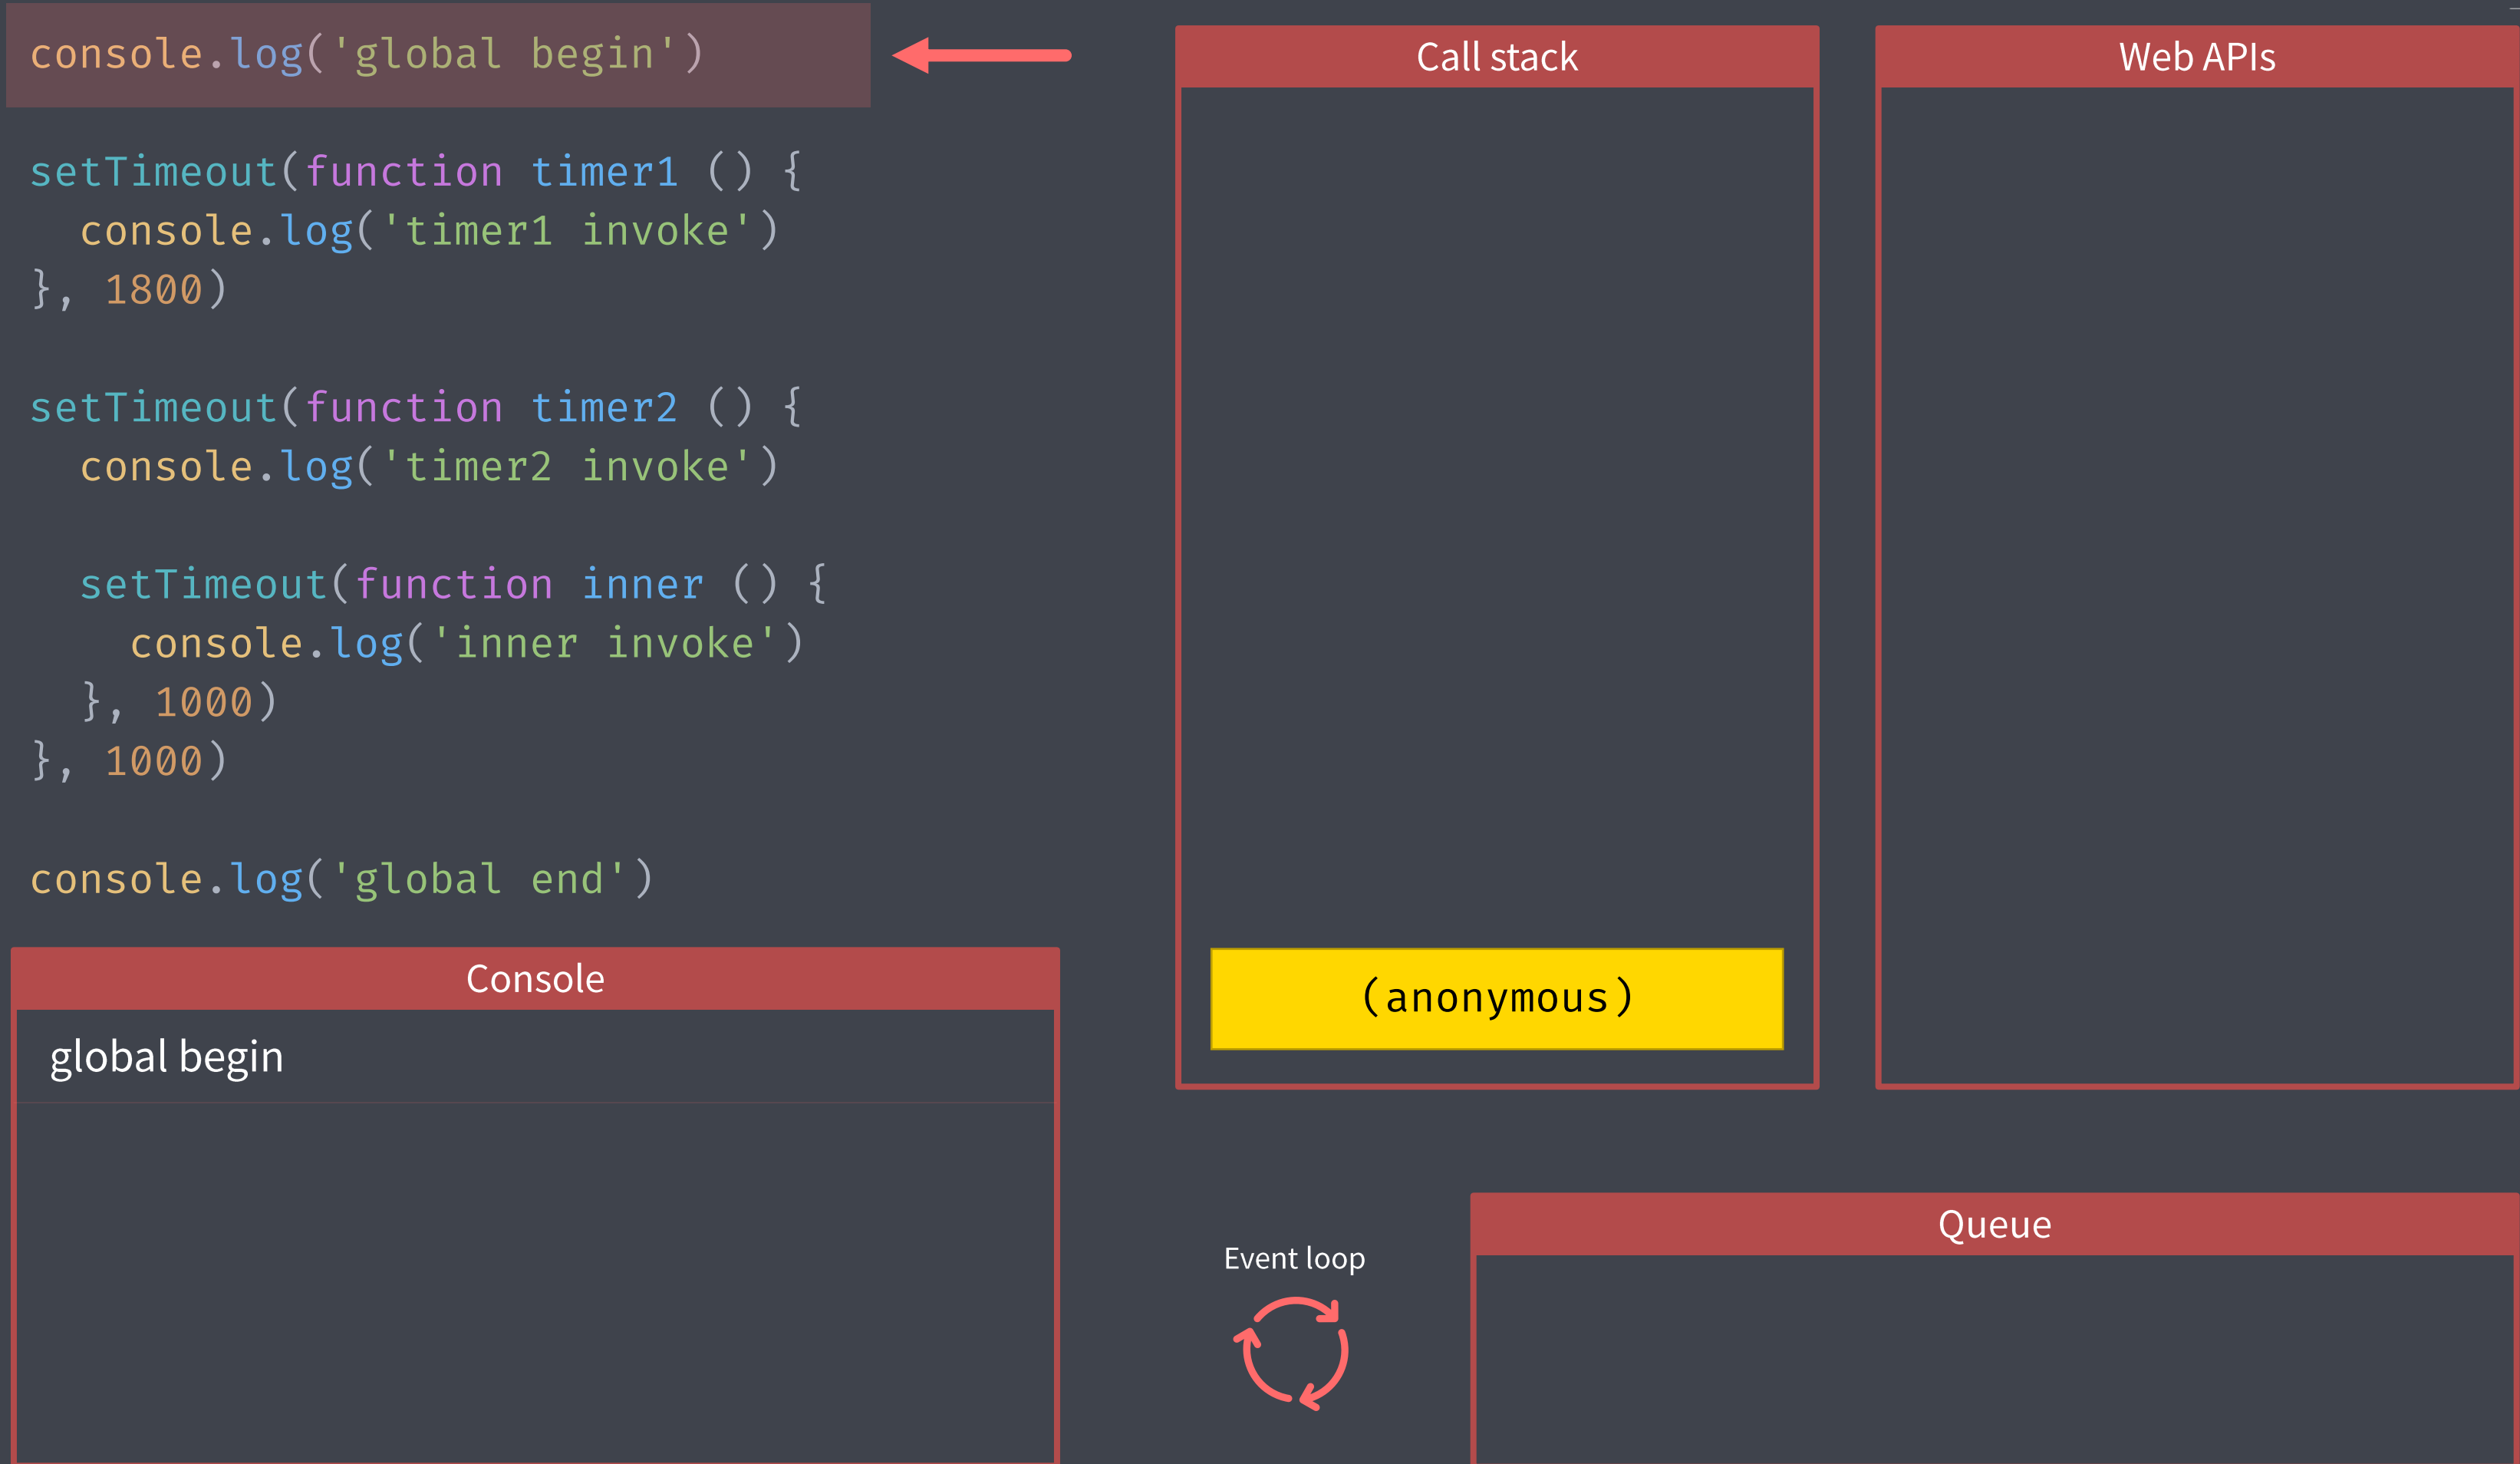 console.log('global begin')
setTimeout(function timer1 () {
  console.log('timer1 invoke')
}, 1800)
setTimeout(function timer2 () {
  console.log('timer2 invoke')
  setTimeout(function inner () {
    console.log('inner invoke')
  }, 1000)
}, 1000)
console.log('global end')
Console
global begin
Call stack
(anonymous)
Web APIs
Event loop
Queue